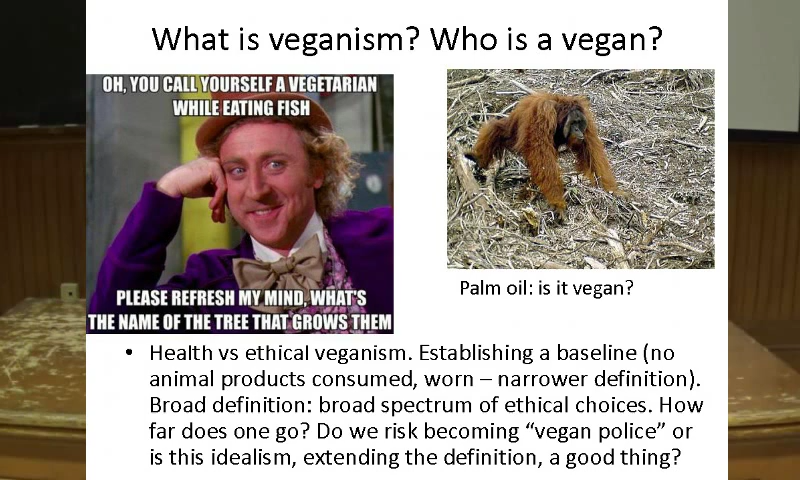 What is veganism? Who is a vegan?
OH, YOU CALL YOURSELF A VEGETARIAN
WHILE EATING FISH
PLEASE REFRESH MY MIND, WHAT'S
THE NAME OF THE TREE THAT GROWS THEM
Palm oil: is it vegan?
• Health vs ethical veganism. Establishing a baseline (no
animal products consumed, worn – narrower definition).
Broad definition: broad spectrum of ethical choices. How
far does one go? Do we risk becoming “vegan police” or
is this idealism, extending the definition, a good thing?